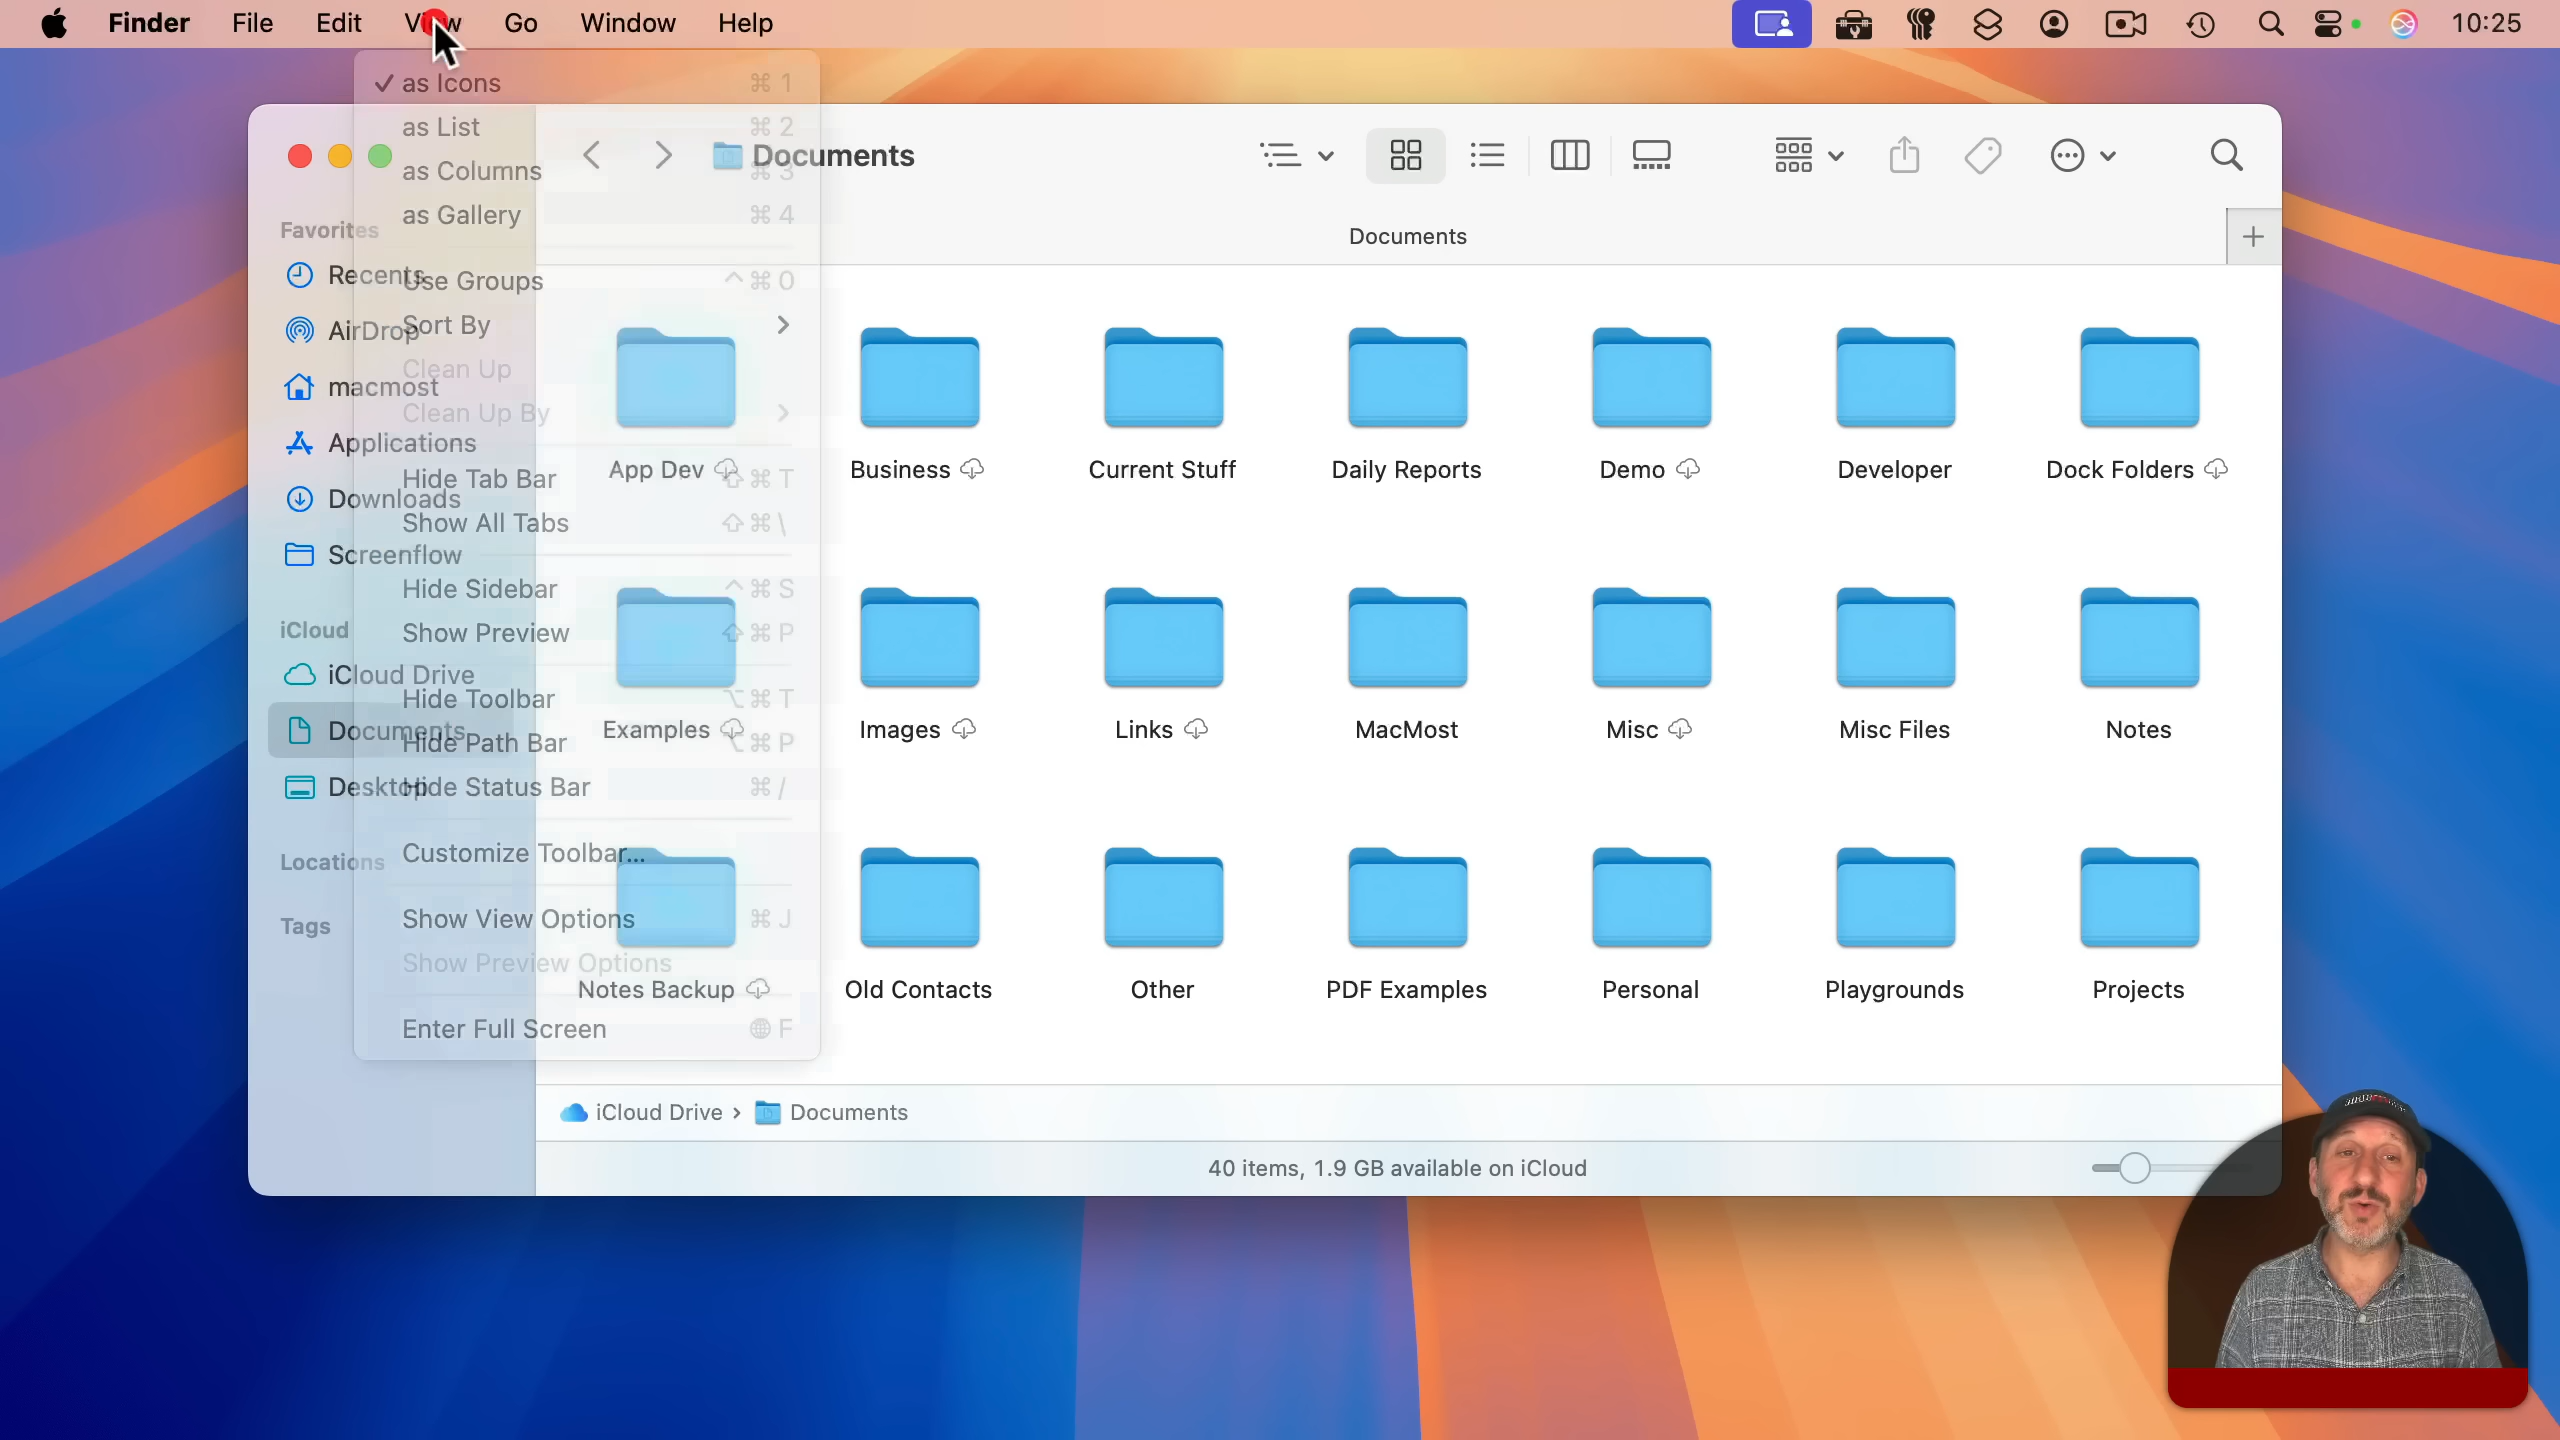 Finder File Edit View Go Window Help 10:25
✓ as Icons ⌘ 1
as List ⌘ 2
as Columns ⌘ 3
as Gallery ⌘ 4
Use Groups ^ ⌘ 0
Sort By >
Clean Up
Clean Up By >
Hide Tab Bar ⇧ ⌘ T
Show All Tabs ⇧ ⌘ \
Hide Sidebar ^ ⌘ S
Show Preview ⇧ ⌘ P
Hide Toolbar ⌥ ⌘ T
Hide Path Bar ⌥ ⌘ P
Hide Status Bar ⌘ /
Customize Toolbar...
Show View Options ⌘ J
Show Preview Options
Enter Full Screen F
Documents
Documents +
Favorites
Recents
AirDrop
macmost
Applications
Downloads
Screenflow
iCloud
iCloud Drive
Documents
Desktop
Locations
Tags
App Dev Business Current Stuff Daily Reports Demo Developer Dock Folders
Examples Images Links MacMost Misc Misc Files Notes
Notes Backup Old Contacts Other PDF Examples Personal Playgrounds Projects
iCloud Drive › Documents
40 items, 1.9 GB available on iCloud